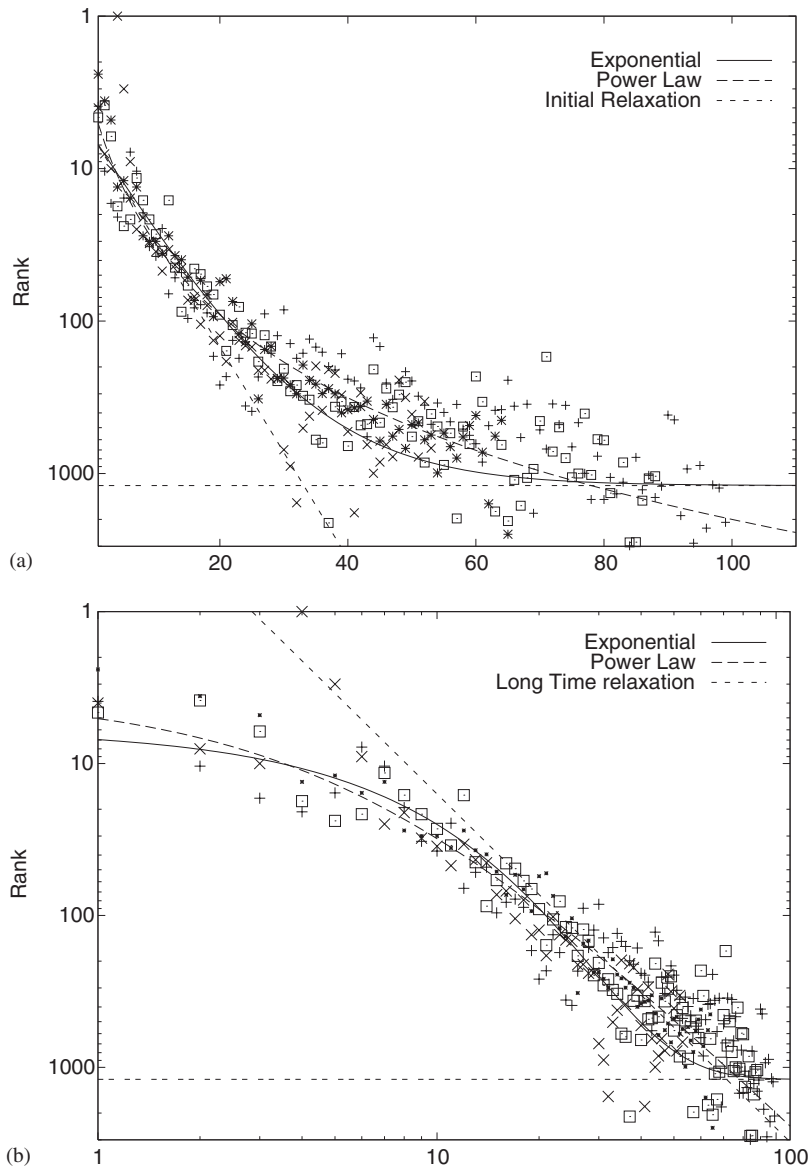 1
10
100
1000
Rank
Exponential
Power Law
Initial Relaxation
20
40
60
80
100
(a)
1
10
100
1000
Rank
Exponential
Power Law
Long Time relaxation
1
10
100
(b)